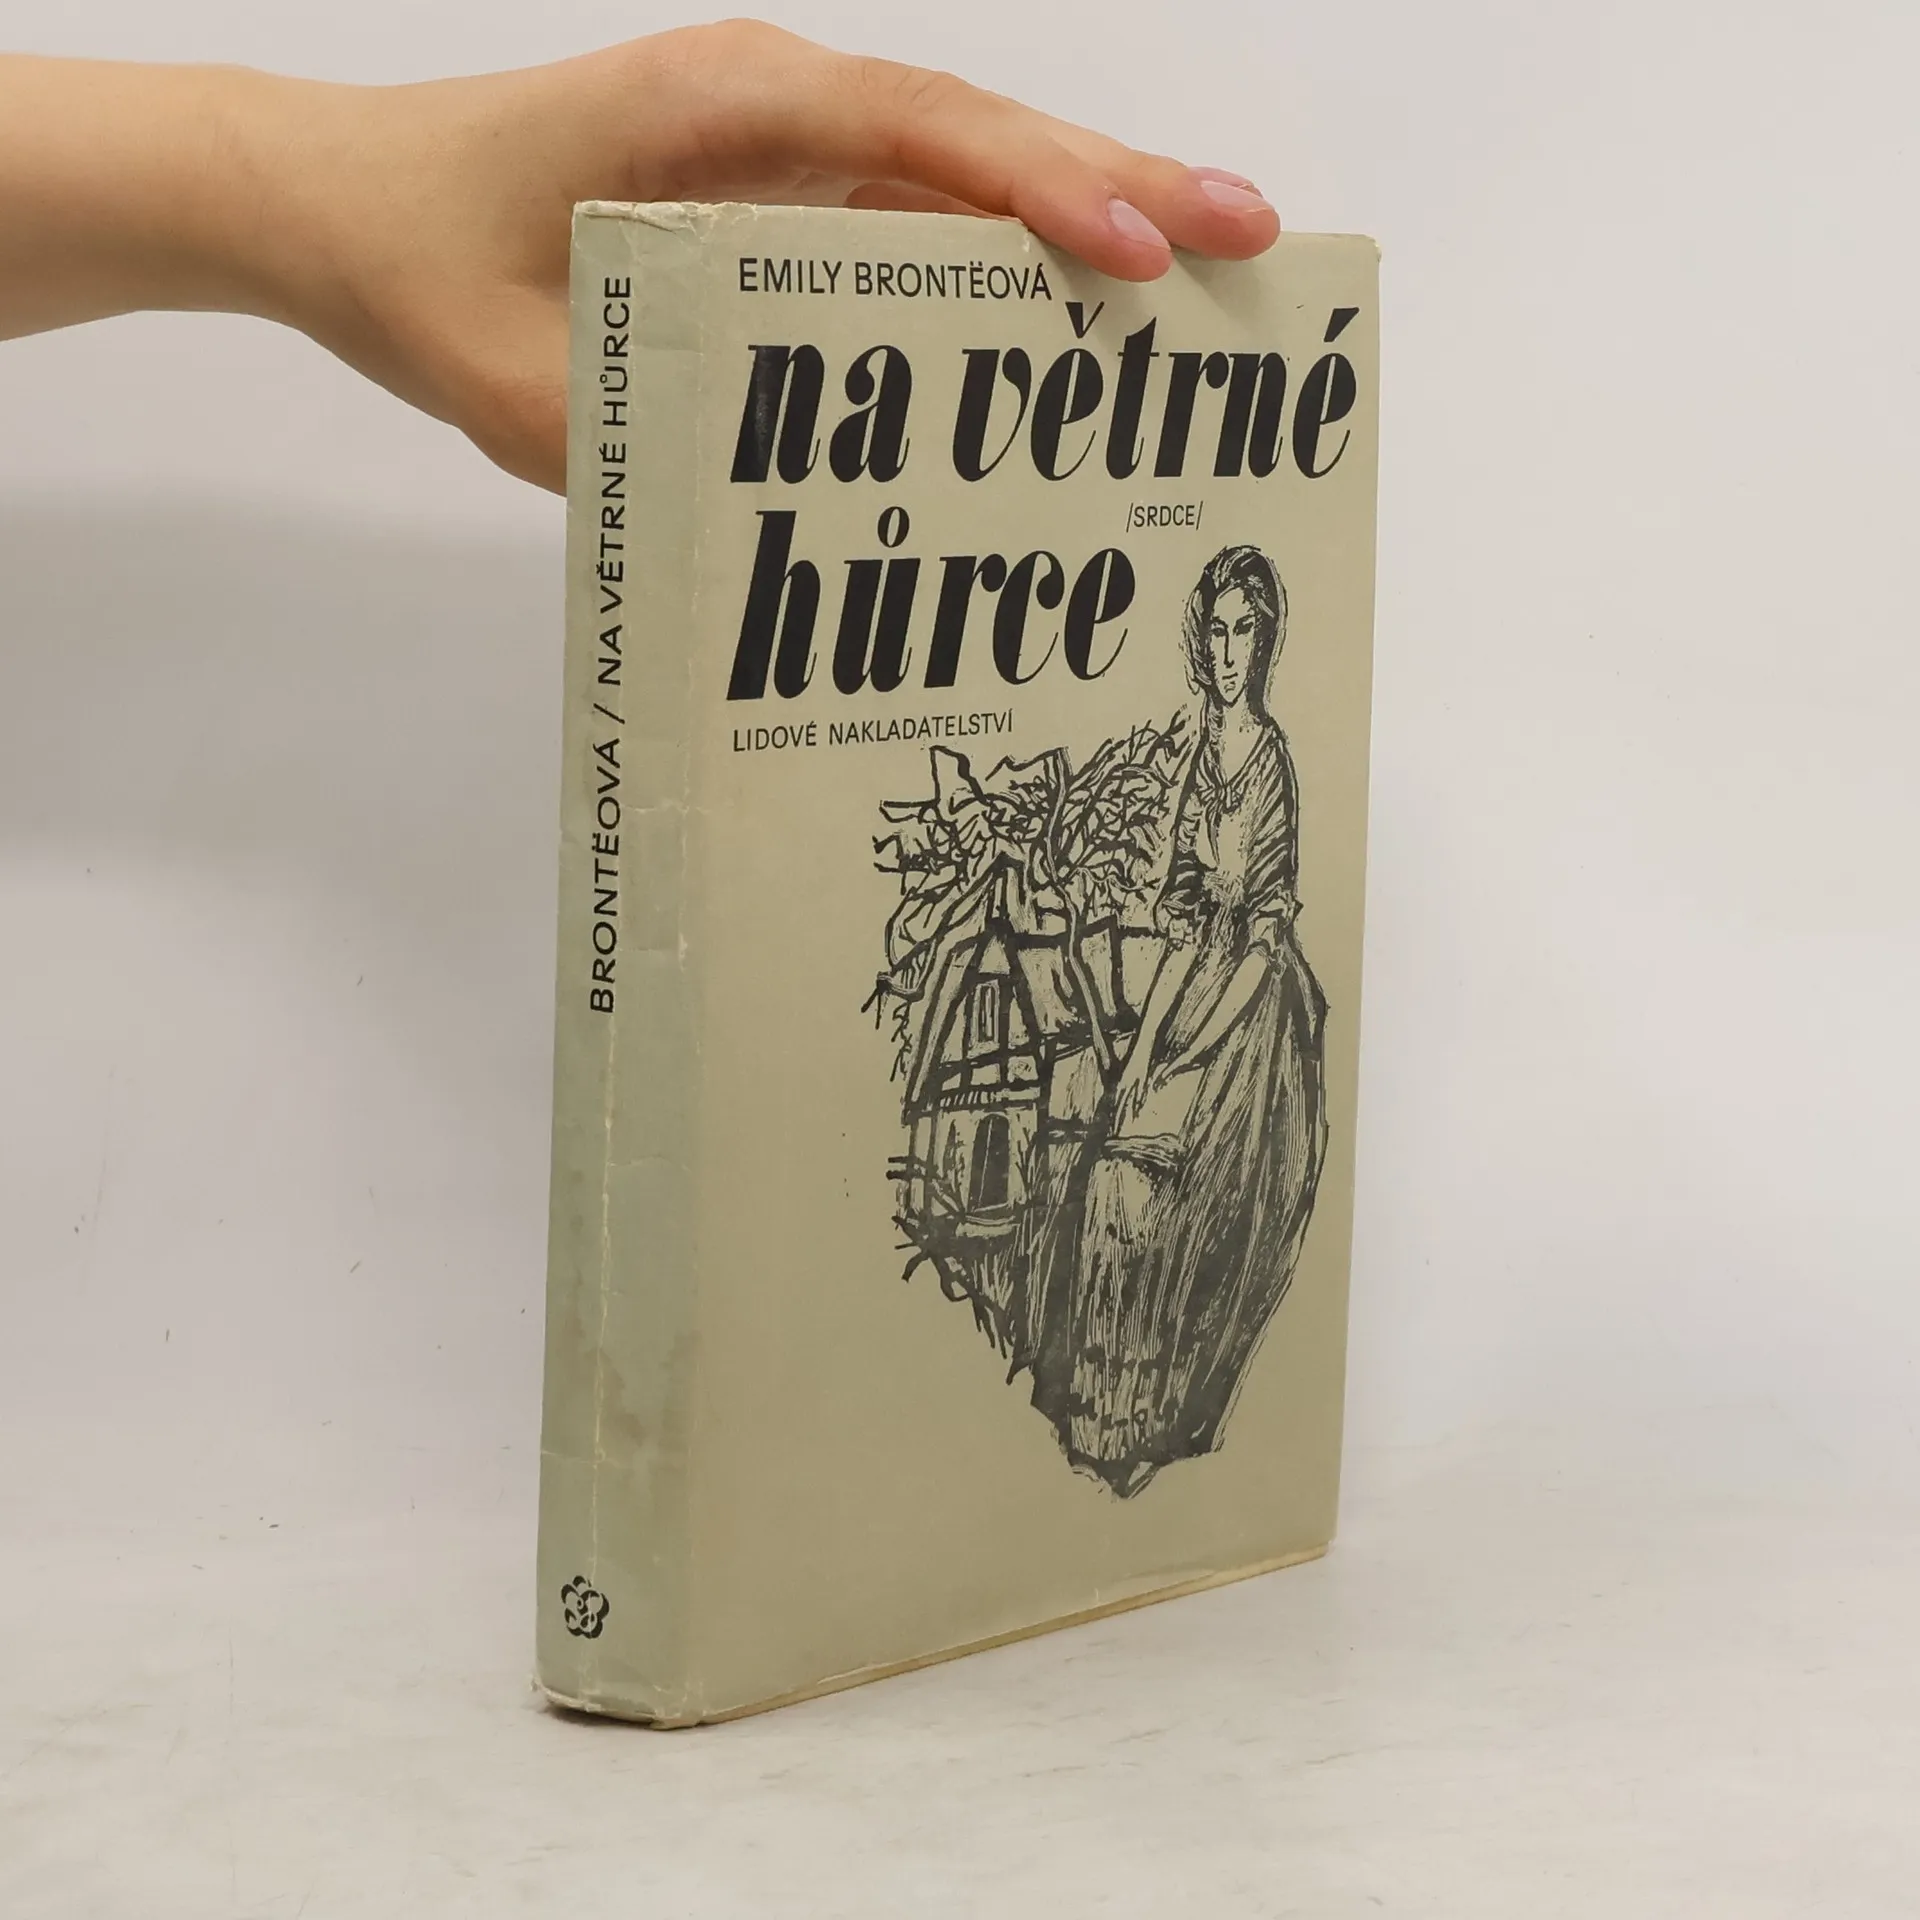 EMILY BRONTËOVÁ
na větrné
hůrce
/SRDCE/
LIDOVÉ NAKLADATELSTVÍ
BRONTËOVÁ / NA VĚTRNÉ HŮRCE